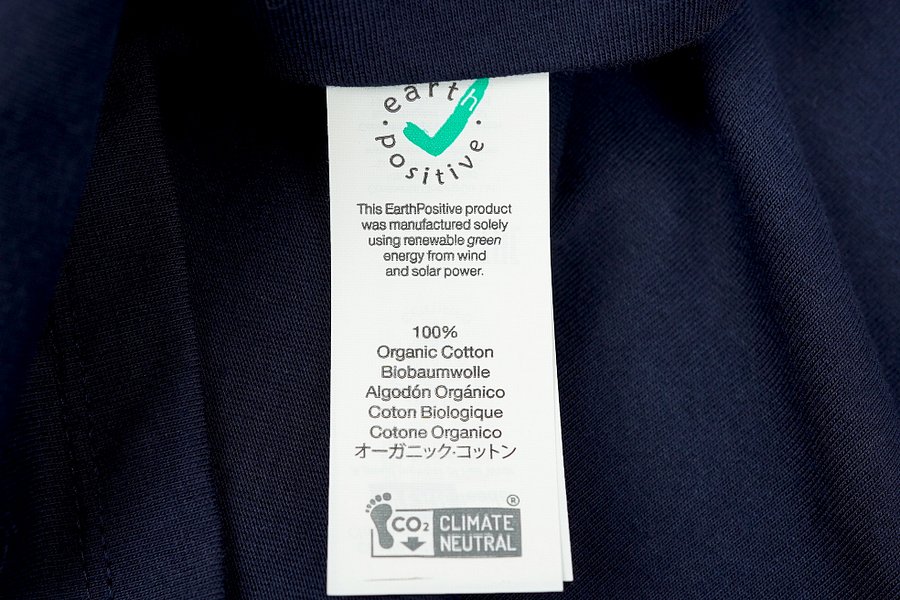 eart
positive
This EarthPositive product
was manufactured solely
using renewable green
energy from wind
and solar power.
100%
Organic Cotton
Biobaumwolle
Algodón Orgánico
Coton Biologique
Cotone Organico
オーガニック·コットン
CO2 CLIMATE
NEUTRAL ®